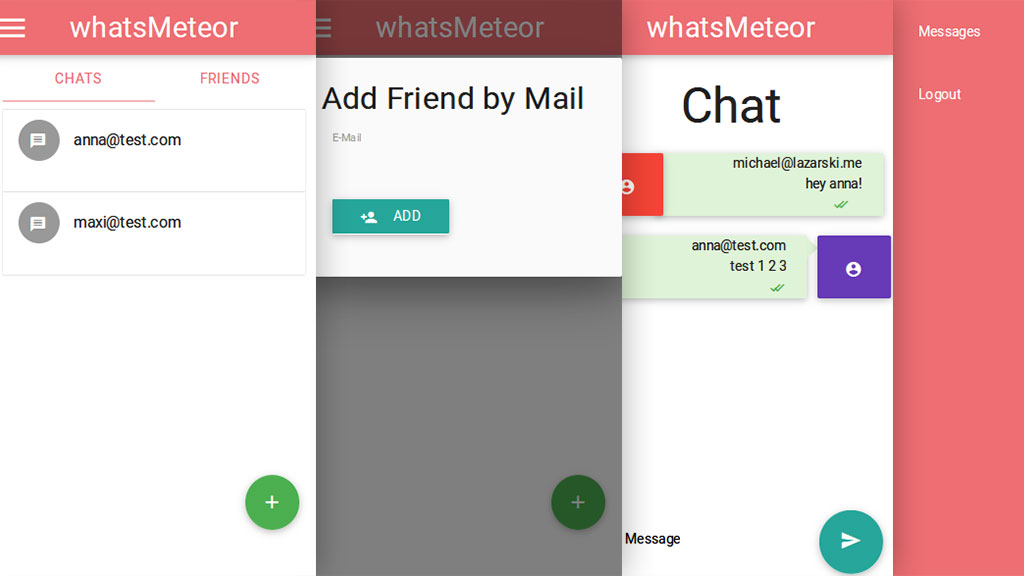 whatsMeteor
CHATS FRIENDS
anna@test.com
maxi@test.com
whatsMeteor
Add Friend by Mail
E-Mail
ADD
whatsMeteor
Chat
michael@lazarski.me
hey anna!
anna@test.com
test 1 2 3
Message
Messages
Logout